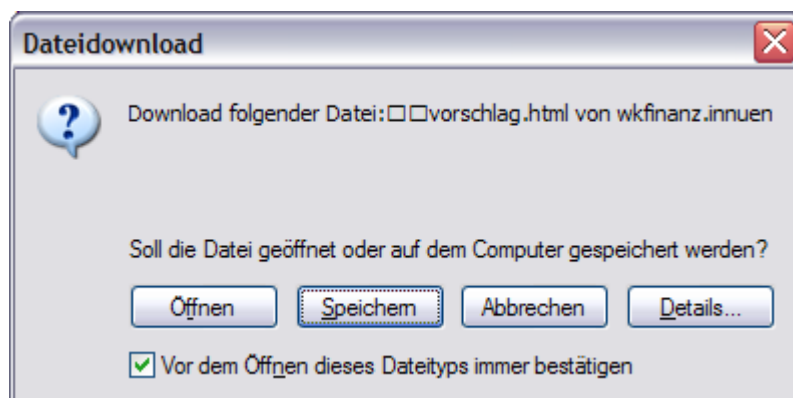 Dateidownload
Download folgender Datei:□□vorschlag.html von wkfinanz.innuen
Soll die Datei geöffnet oder auf dem Computer gespeichert werden?
Öffnen Speichern Abbrechen Details...
Vor dem Öffnen dieses Dateityps immer bestätigen